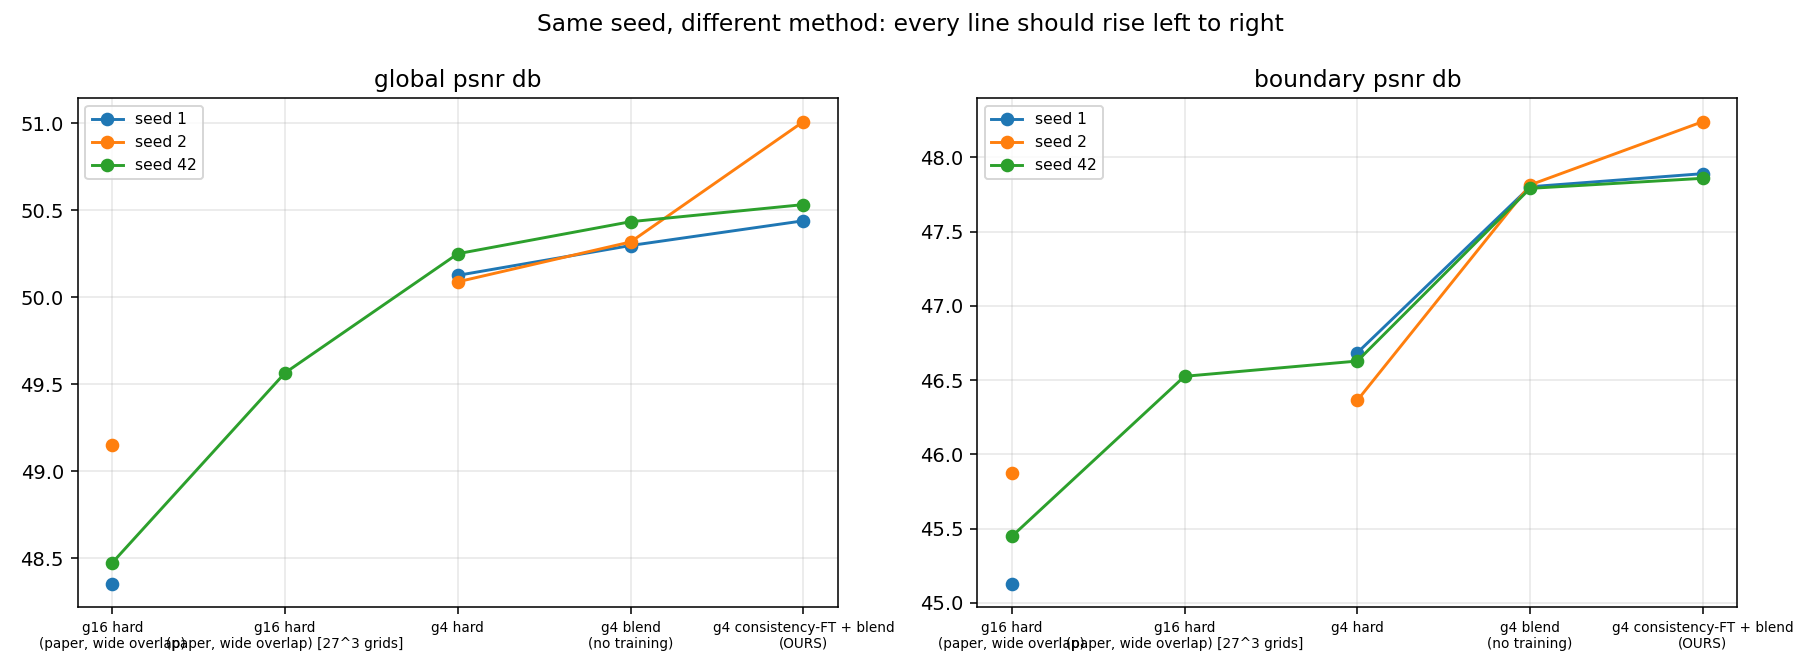 Same seed, different method: every line should rise left to right
global psnr db
seed 1
seed 2
seed 42
51.0
50.5
50.0
49.5
49.0
48.5
g16 hard
(paper, wide overlap)
g16 hard
(paper, wide overlap) [27^3 grids]
g4 hard
g4 blend
(no training)
g4 consistency-FT + blend
(OURS)
boundary psnr db
seed 1
seed 2
seed 42
48.0
47.5
47.0
46.5
46.0
45.5
45.0
g16 hard
(paper, wide overlap)
g16 hard
(paper, wide overlap) [27^3 grids]
g4 hard
g4 blend
(no training)
g4 consistency-FT + blend
(OURS)